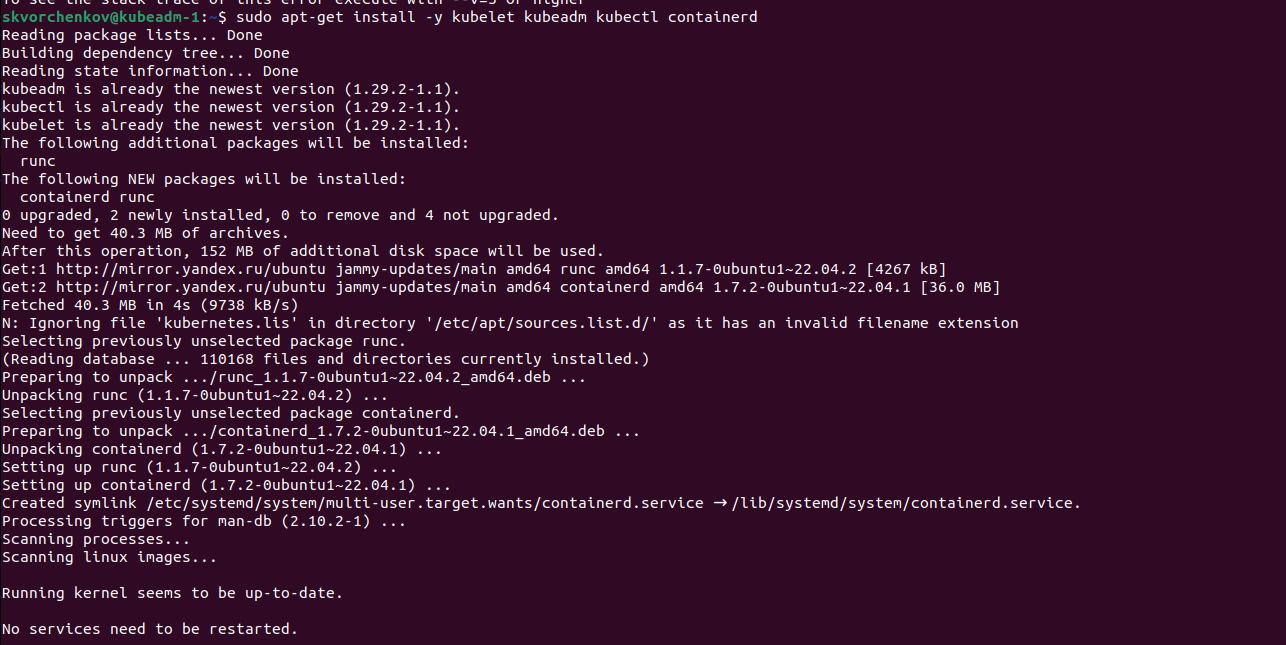 To see the stack trace of this error execute with --v=5 or higher
skvorchenkov@kubeadm-1:~$ sudo apt-get install -y kubelet kubeadm kubectl containerd
Reading package lists... Done
Building dependency tree... Done
Reading state information... Done
kubeadm is already the newest version (1.29.2-1.1).
kubectl is already the newest version (1.29.2-1.1).
kubelet is already the newest version (1.29.2-1.1).
The following additional packages will be installed:
  runc
The following NEW packages will be installed:
  containerd runc
0 upgraded, 2 newly installed, 0 to remove and 4 not upgraded.
Need to get 40.3 MB of archives.
After this operation, 152 MB of additional disk space will be used.
Get:1 http://mirror.yandex.ru/ubuntu jammy-updates/main amd64 runc amd64 1.1.7-0ubuntu1~22.04.2 [4267 kB]
Get:2 http://mirror.yandex.ru/ubuntu jammy-updates/main amd64 containerd amd64 1.7.2-0ubuntu1~22.04.1 [36.0 MB]
Fetched 40.3 MB in 4s (9738 kB/s)
N: Ignoring file 'kubernetes.lis' in directory '/etc/apt/sources.list.d/' as it has an invalid filename extension
Selecting previously unselected package runc.
(Reading database ... 110168 files and directories currently installed.)
Preparing to unpack .../runc_1.1.7-0ubuntu1~22.04.2_amd64.deb ...
Unpacking runc (1.1.7-0ubuntu1~22.04.2) ...
Selecting previously unselected package containerd.
Preparing to unpack .../containerd_1.7.2-0ubuntu1~22.04.1_amd64.deb ...
Unpacking containerd (1.7.2-0ubuntu1~22.04.1) ...
Setting up runc (1.1.7-0ubuntu1~22.04.2) ...
Setting up containerd (1.7.2-0ubuntu1~22.04.1) ...
Created symlink /etc/systemd/system/multi-user.target.wants/containerd.service → /lib/systemd/system/containerd.service.
Processing triggers for man-db (2.10.2-1) ...
Scanning processes...
Scanning linux images...
Running kernel seems to be up-to-date.
No services need to be restarted.